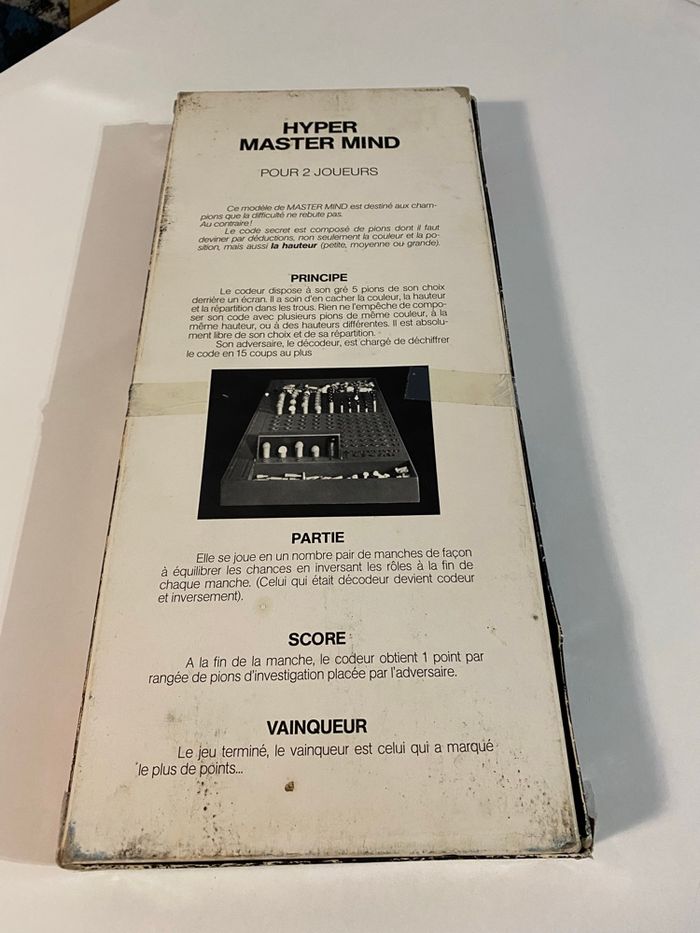 HYPER
MASTER MIND
POUR 2 JOUEURS
Ce modèle de MASTER MIND est destiné aux cham-
pions que la difficulté ne rebute pas.
Au contraire!
Le code secret est composé de pions dont il faut
deviner par déductions, non seulement la couleur et la po-
sition, mais aussi la hauteur (petite, moyenne ou grande).
PRINCIPE
Le codeur dispose à son gré 5 pions de son choix
derrière un écran. Il a soin d'en cacher la couleur, la hauteur
et la répartition dans les trous. Rien ne l'empêche de compo-
ser son code avec plusieurs pions de même couleur, à la
même hauteur, ou à des hauteurs différentes. Il est absolu-
ment libre de son choix et de sa répartition.
Son adversaire, le décodeur, est chargé de déchiffrer
le code en 15 coups au plus
PARTIE
Elle se joue en un nombre pair de manches de façon
à équilibrer les chances en inversant les rôles à la fin de
chaque manche. (Celui qui était décodeur devient codeur
et inversement).
SCORE
A la fin de la manche, le codeur obtient 1 point par
rangée de pions d'investigation placée par l'adversaire.
VAINQUEUR
Le jeu terminé, le vainqueur est celui qui a marqué
le plus de points...